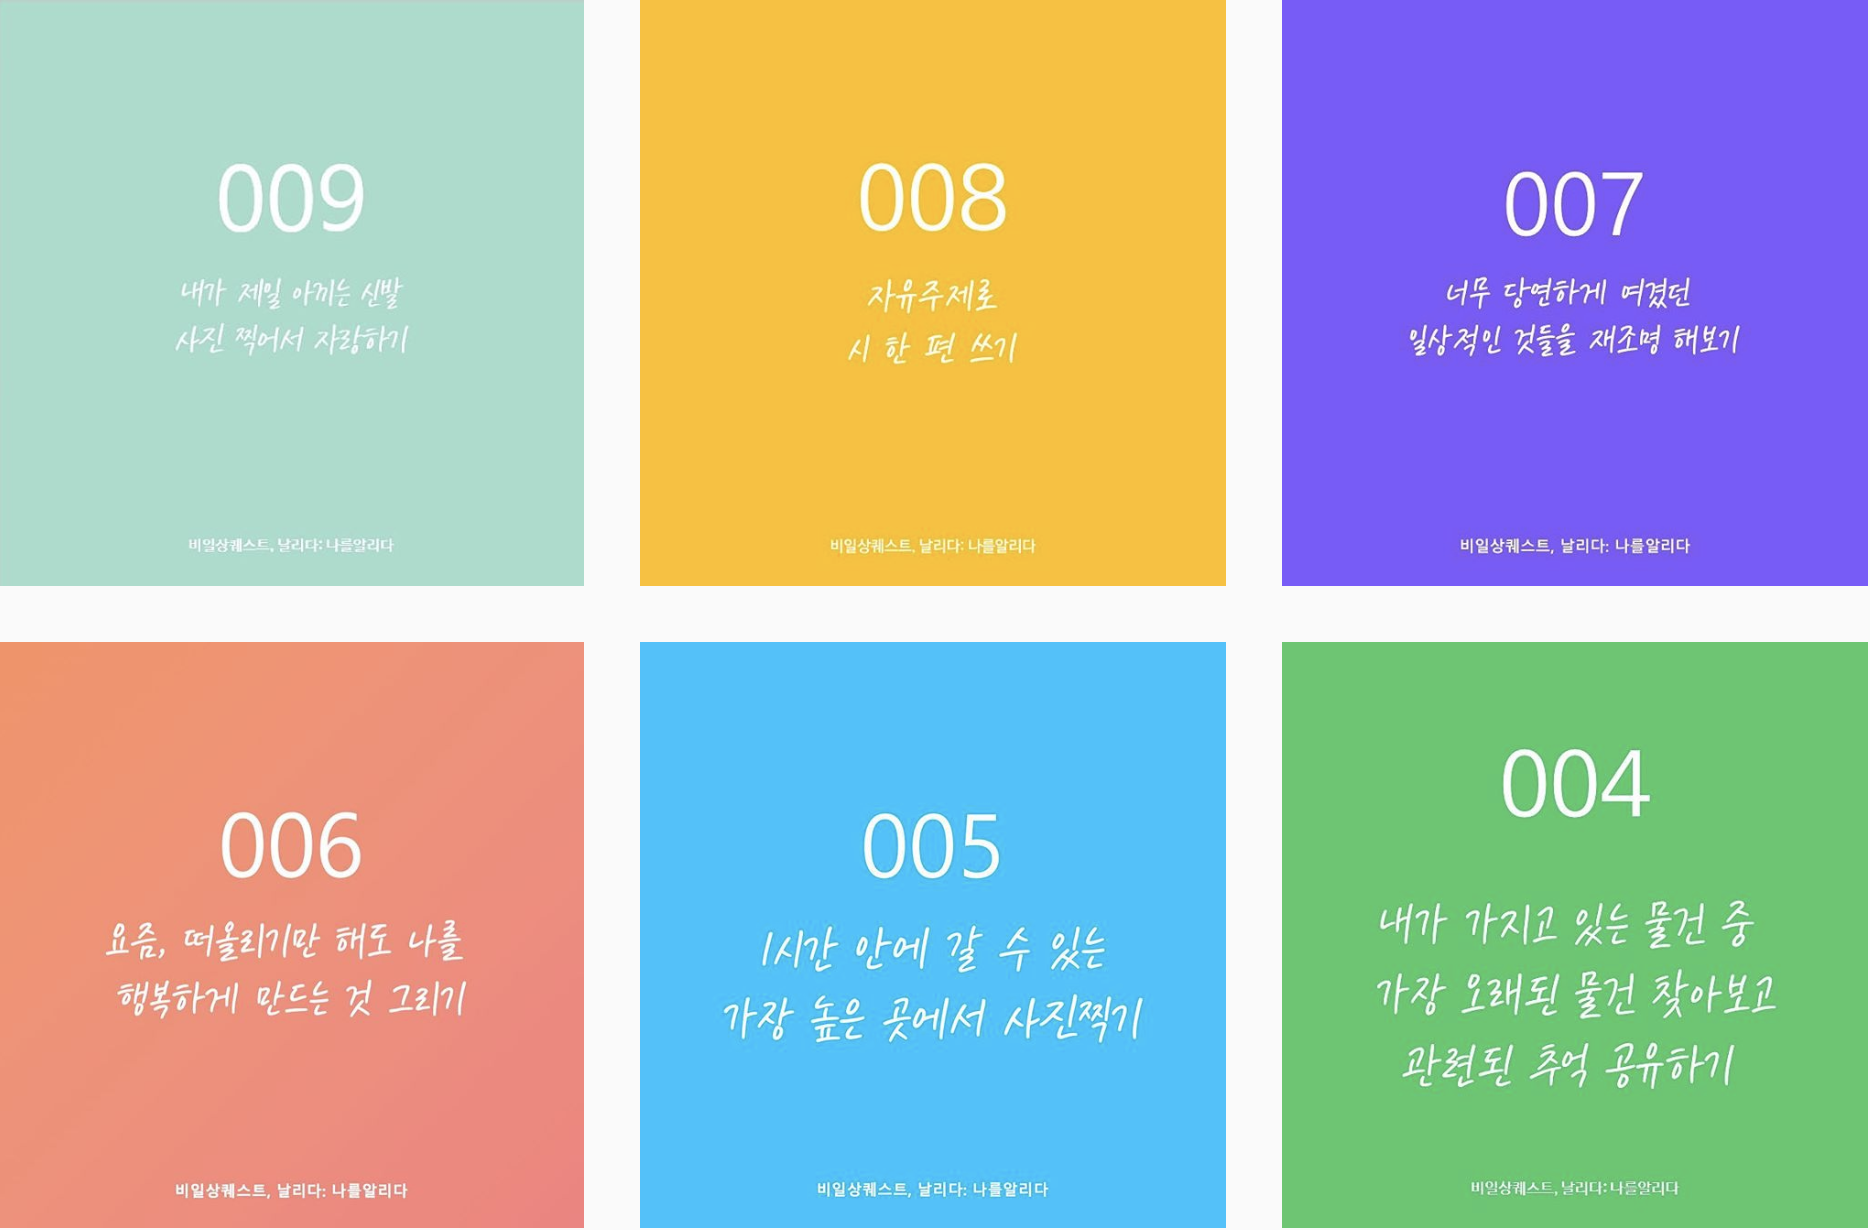 009
내가 제일 아끼는 신발
사진 찍어서 자랑하기
비일상퀘스트, 날리다: 나를알리다
008
자유주제로
시 한 편 쓰기
비일상퀘스트, 날리다: 나를알리다
007
너무 당연하게 여겼던
일상적인 것들을 재조명 해보기
비일상퀘스트, 날리다: 나를알리다
006
요즘, 떠올리기만 해도 나를
행복하게 만드는 것 그리기
비일상퀘스트, 날리다: 나를알리다
005
1시간 안에 갈 수 있는
가장 높은 곳에서 사진찍기
비일상퀘스트, 날리다: 나를알리다
004
내가 가지고 있는 물건 중
가장 오래된 물건 찾아보고
관련된 추억 공유하기
비일상퀘스트, 날리다: 나를알리다